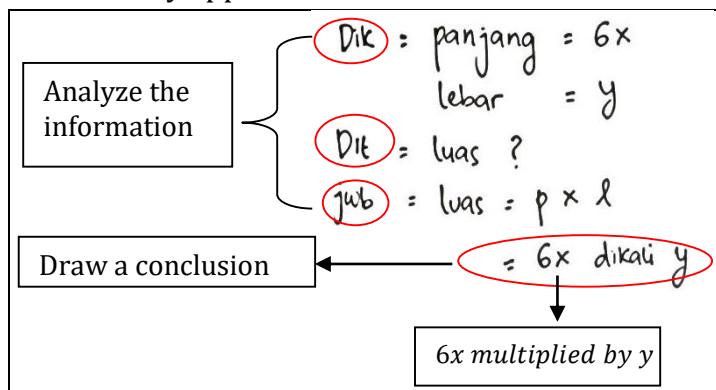 Analyze the
information
Dik : panjang = 6x
lebar = y
Dit = luas ?
jwb = luas = p x l
Draw a conclusion
= 6x dikali y
6x multiplied by y